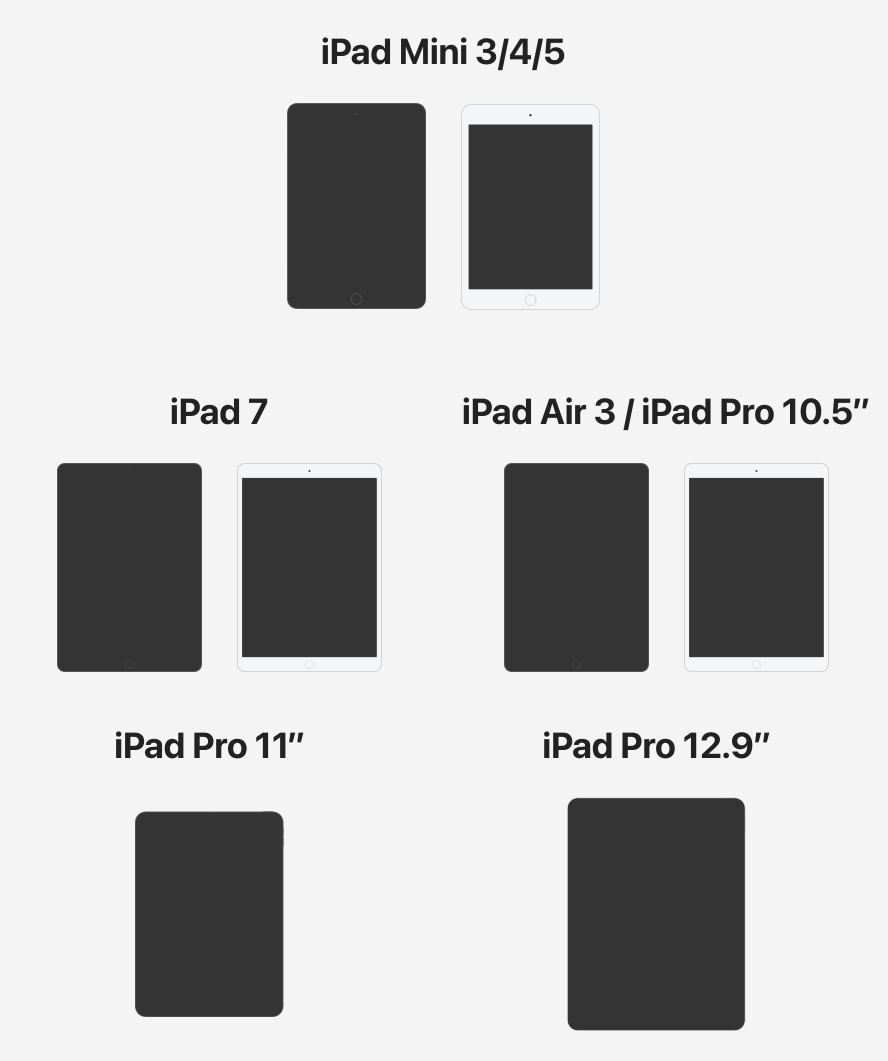 iPad Mini 3/4/5
iPad 7
iPad Air 3 / iPad Pro 10.5″
iPad Pro 11″
iPad Pro 12.9″